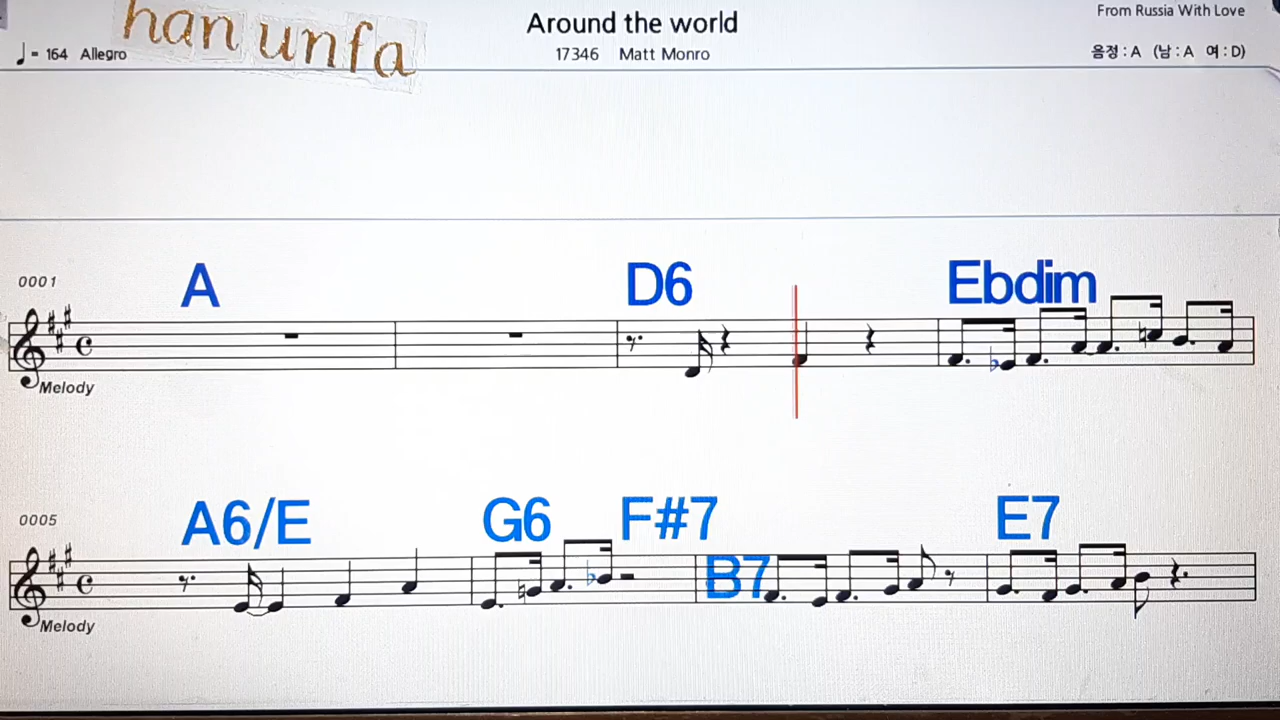 han unfa
Around the world
From Russia With Love
♩= 164 Allegro
17346 Matt Monro
음정 : A (남 : A 여 : D)
A D6 Ebdim
0001
Melody
A6/E G6 F#7 E7
0005
B7
Melody